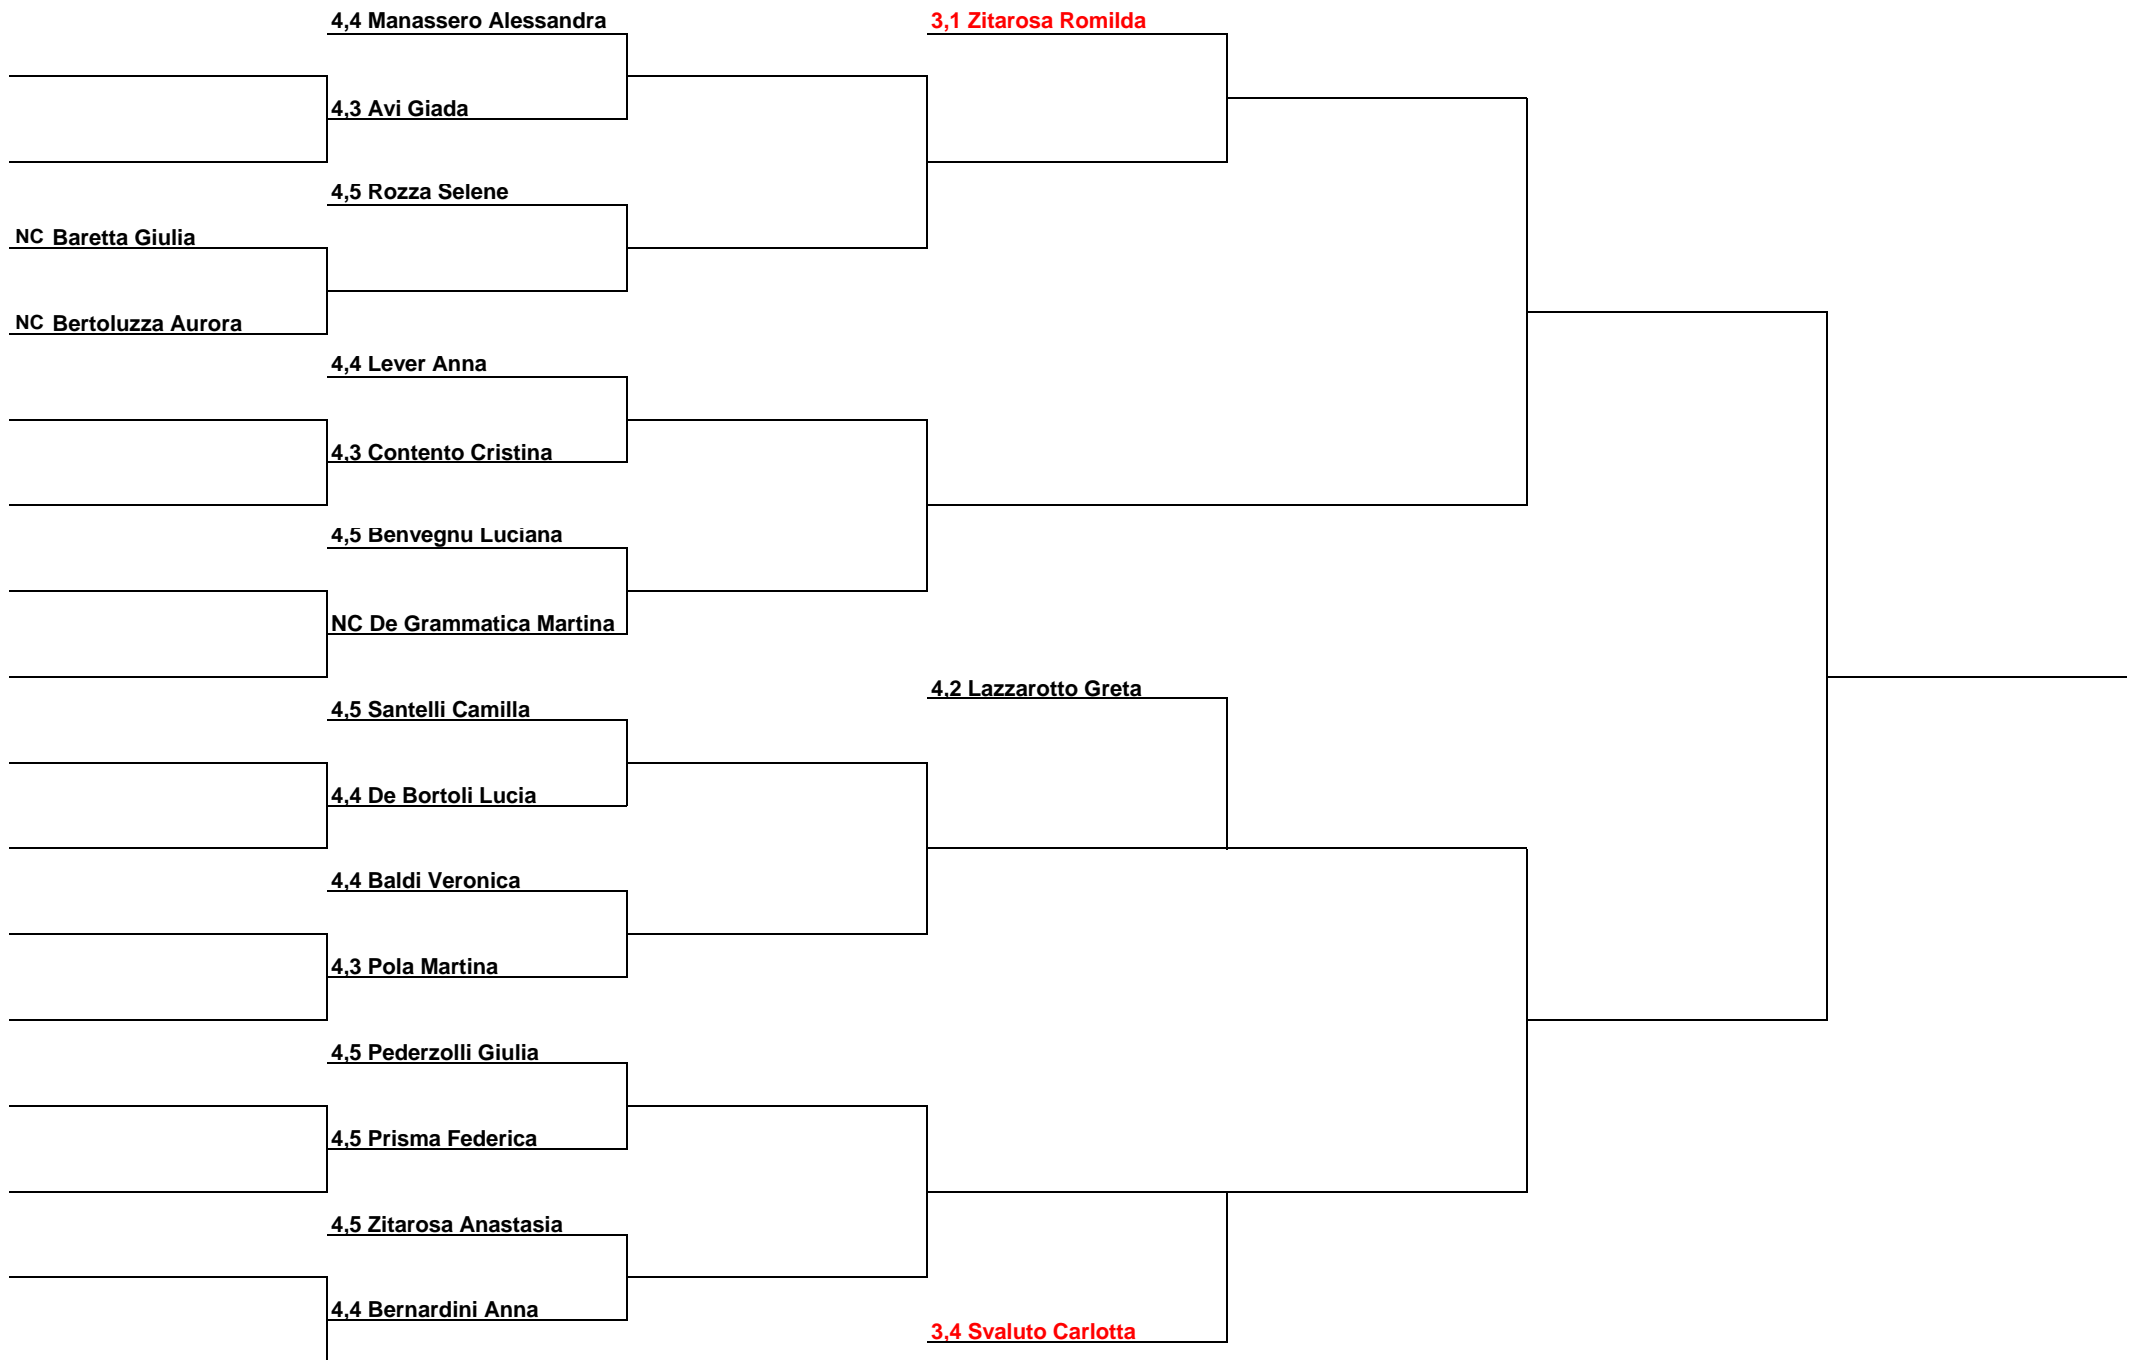 4,4 Manassero Alessandra
3,1 Zitarosa Romilda
4,3 Avi Giada
4,5 Rozza Selene
NC Baretta Giulia
NC Bertoluzza Aurora
4,4 Lever Anna
4,3 Contento Cristina
4,5 Benvegnu Luciana
NC De Grammatica Martina
4,2 Lazzarotto Greta
4,5 Santelli Camilla
4,4 De Bortoli Lucia
4,4 Baldi Veronica
4,3 Pola Martina
4,5 Pederzolli Giulia
4,5 Prisma Federica
4,5 Zitarosa Anastasia
4,4 Bernardini Anna
3,4 Svaluto Carlotta